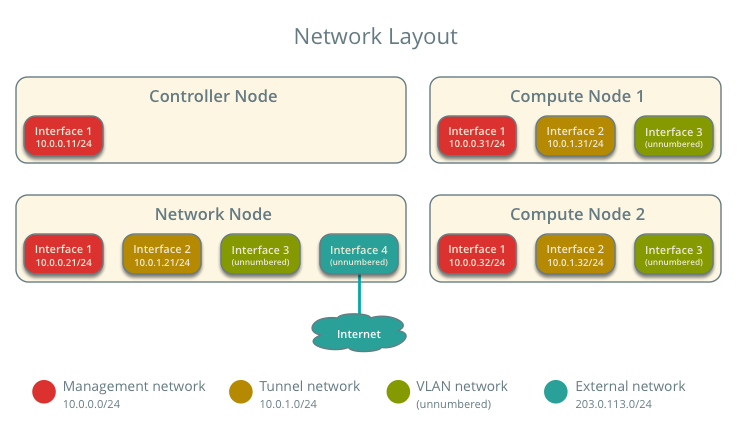 Network Layout
Controller Node
Interface 1
10.0.0.11/24
Compute Node 1
Interface 1
10.0.0.31/24
Interface 2
10.0.1.31/24
Interface 3
(unnumbered)
Network Node
Interface 1
10.0.0.21/24
Interface 2
10.0.1.21/24
Interface 3
(unnumbered)
Interface 4
(unnumbered)
Compute Node 2
Interface 1
10.0.0.32/24
Interface 2
10.0.1.32/24
Interface 3
(unnumbered)
Internet
Management network
10.0.0.0/24
Tunnel network
10.0.1.0/24
VLAN network
(unnumbered)
External network
203.0.113.0/24